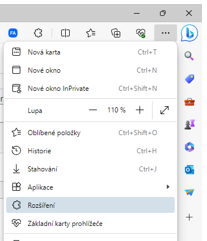 Nová karta Ctrl+T
Nové okno Ctrl+N
Nové okno InPrivate Ctrl+Shift+N
Lupa — 110 % +
Oblíbené položky Ctrl+Shift+O
Historie Ctrl+H
Stahování Ctrl+J
Aplikace
Rozšíření
Základní karty prohlížeče